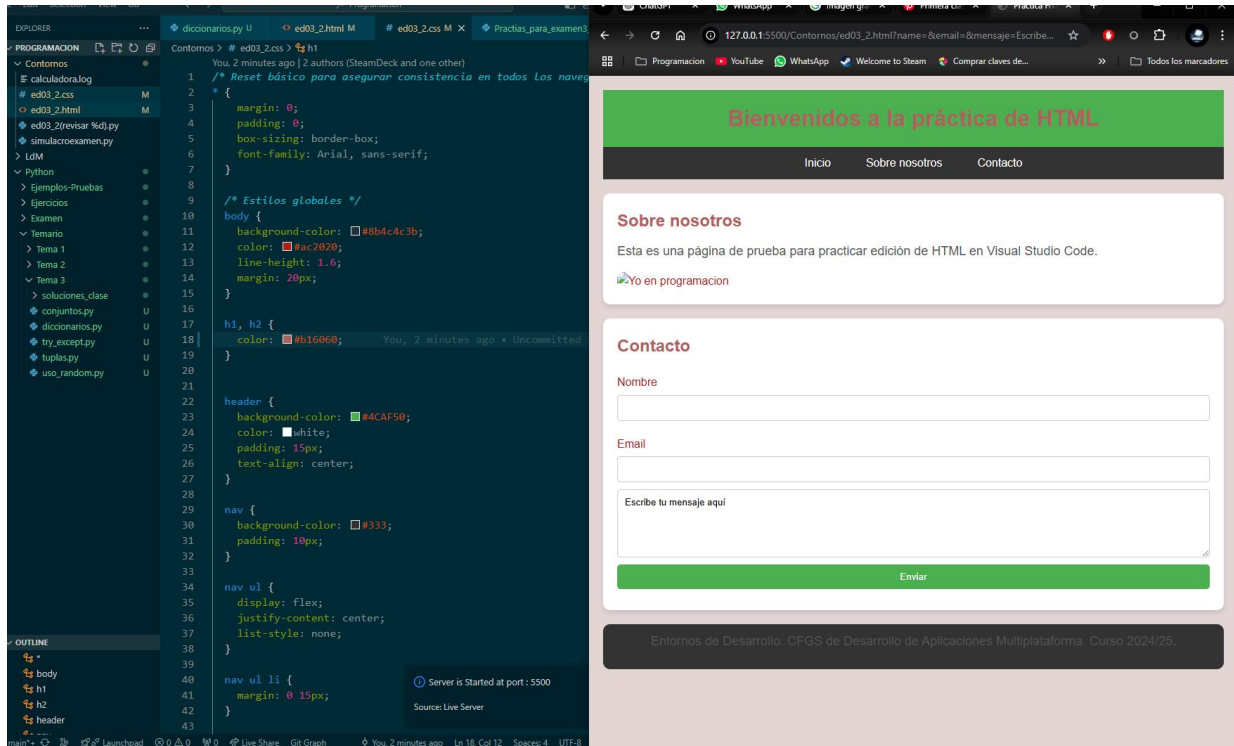 EXPLORER
PROGRAMACION
Contornos
calculadora.log
# ed03_2.css M
<> ed03_2.html M
ed03_2(revisar %d).py
simulacroexamen.py
LdM
Python
Ejemplos-Pruebas
Ejercicios
Examen
Temario
Tema 1
Tema 2
Tema 3
soluciones_clase
conjuntos.py U
diccionarios.py U
try_except.py U
tuplas.py U
uso_random.py U
OUTLINE
*
body
h1
h2
header
diccionarios.py U <> ed03_2.html M # ed03_2.css M × Practias_para_examen3
Contornos > # ed03_2.css > h1
You, 2 minutes ago | 2 authors (SteamDeck and one other)
1 /* Reset básico para asegurar consistencia en todos los naveg
2 * {
3 margin: 0;
4 padding: 0;
5 box-sizing: border-box;
6 font-family: Arial, sans-serif;
7 }
8
9 /* Estilos globales */
10 body {
11 background-color: #8b4c4c3b;
12 color: #ac2020;
13 line-height: 1.6;
14 margin: 20px;
15 }
16
17 h1, h2 {
18 color: #b16060; You, 2 minutes ago • Uncommitted
19 }
20
21
22 header {
23 background-color: #4CAF50;
24 color: white;
25 padding: 15px;
26 text-align: center;
27 }
28
29 nav {
30 background-color: #333;
31 padding: 10px;
32 }
33
34 nav ul {
35 display: flex;
36 justify-content: center;
37 list-style: none;
38 }
39
40 nav ul li {
41 margin: 0 15px;
42 }
43
Server is Started at port : 5500
Source: Live Server
main*+ Launchpad 0 0 0 Live Share Git Graph You, 2 minutes ago Ln 18, Col 12 Spaces: 4 UTF-8
ChatGPT WhatsApp Imagen gra Primera cla Práctica HT
127.0.0.1:5500/Contornos/ed03_2.html?name=&email=&mensaje=Escribe...
Programacion YouTube WhatsApp Welcome to Steam Comprar claves de... » Todos los marcadores
Bienvenidos a la práctica de HTML
Inicio Sobre nosotros Contacto
Sobre nosotros
Esta es una página de prueba para practicar edición de HTML en Visual Studio Code.
Yo en programacion
Contacto
Nombre
Email
Escribe tu mensaje aquí
Enviar
Entornos de Desarrollo. CFGS de Desarrollo de Aplicaciones Multiplataforma. Curso 2024/25.